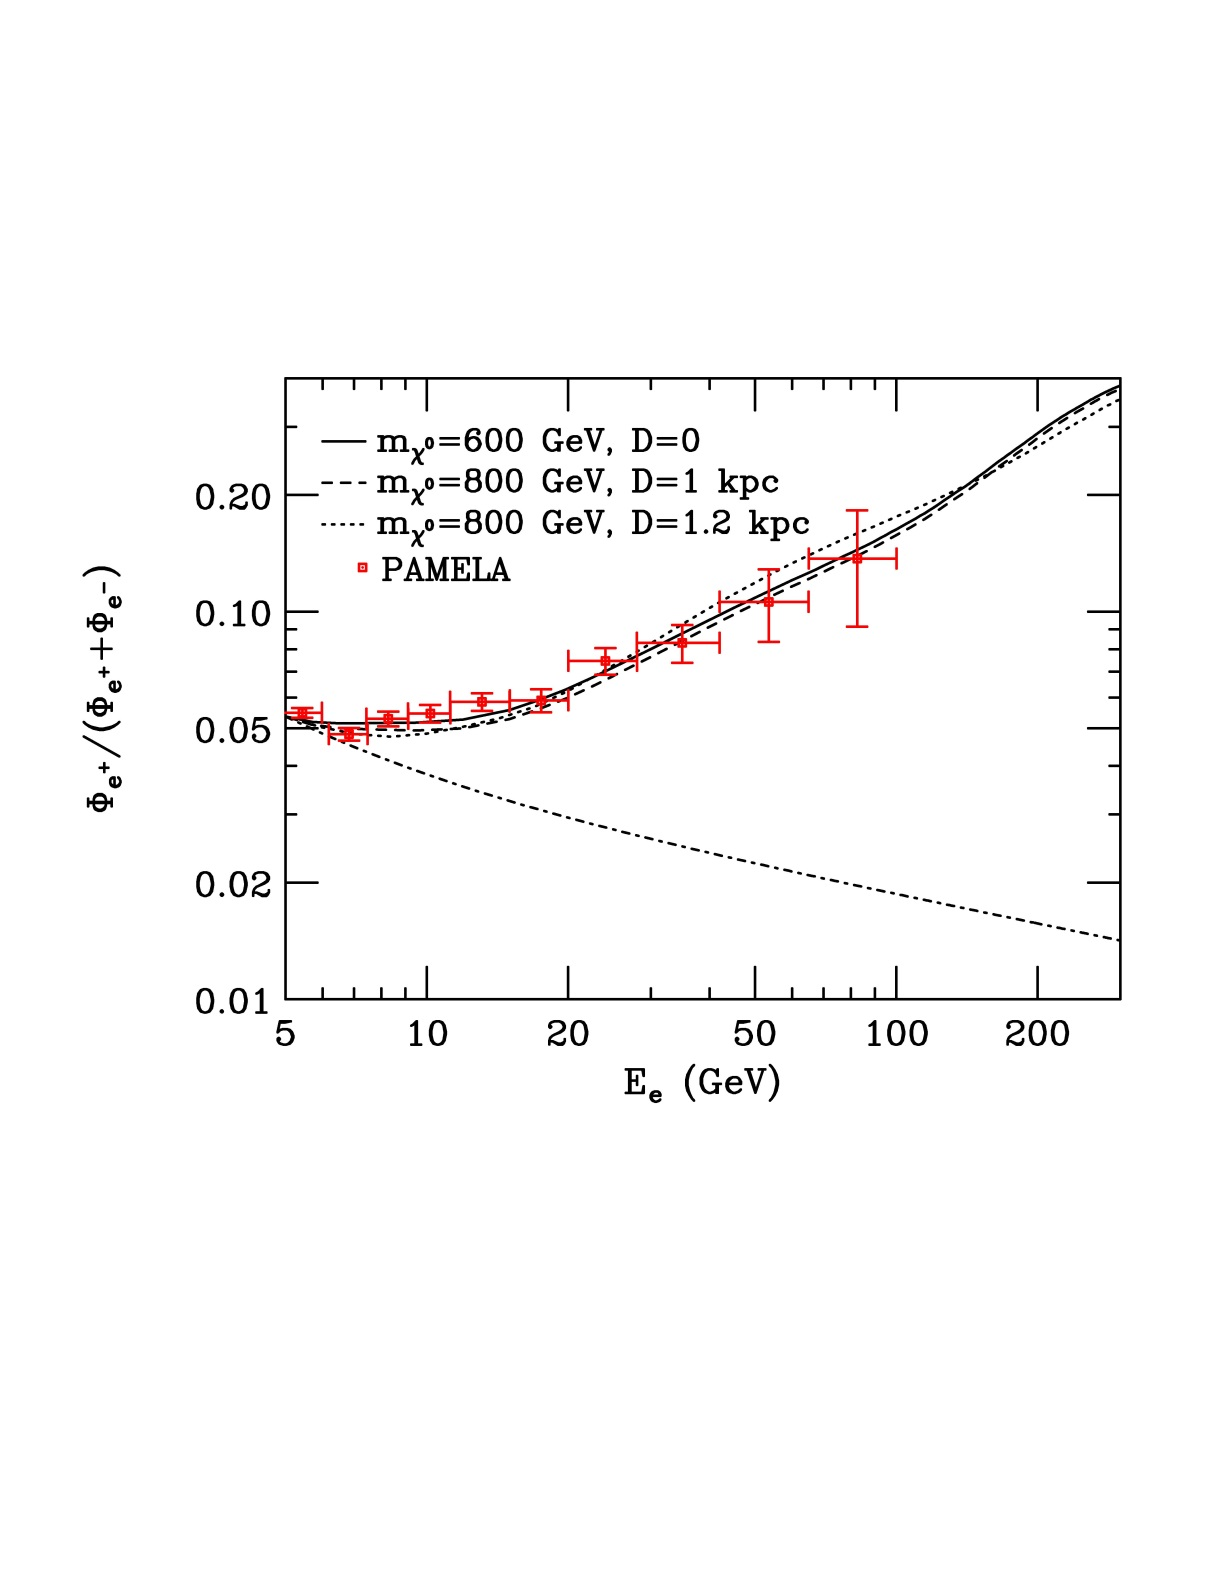 m_χ⁰=600 GeV, D=0
m_χ⁰=800 GeV, D=1 kpc
m_χ⁰=800 GeV, D=1.2 kpc
PAMELA
0.20
0.10
0.05
0.02
0.01
Φ_e⁺/(Φ_e⁺+Φ_e⁻)
5 10 20 50 100 200
E_e (GeV)